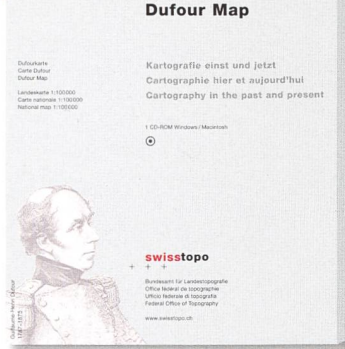 Dufour Map
Dufourkarte
Carte Dufour
Dufour Map
Landeskarte 1:100000
Carte nationale 1:100000
National map 1:100000
Kartografie einst und jetzt
Cartographie hier et aujourd'hui
Cartography in the past and present
1 CD-ROM Windows / Macintosh
swisstopo
Bundesamt für Landestopografie
Office fédéral de topographie
Ufficio federale di topografia
Federal Office of Topography
www.swisstopo.ch
Guillaume-Henri Dufour
1787-1875